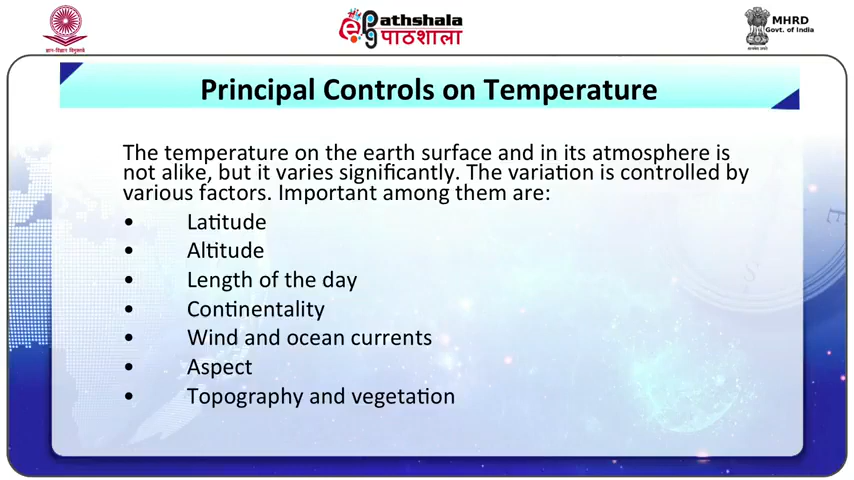 ज्ञान-विज्ञान विमुक्तये
ePathshala
पाठशाला
MHRD
Govt. of India
Principal Controls on Temperature
The temperature on the earth surface and in its atmosphere is
not alike, but it varies significantly. The variation is controlled by
various factors. Important among them are:
• Latitude
• Altitude
• Length of the day
• Continentality
• Wind and ocean currents
• Aspect
• Topography and vegetation